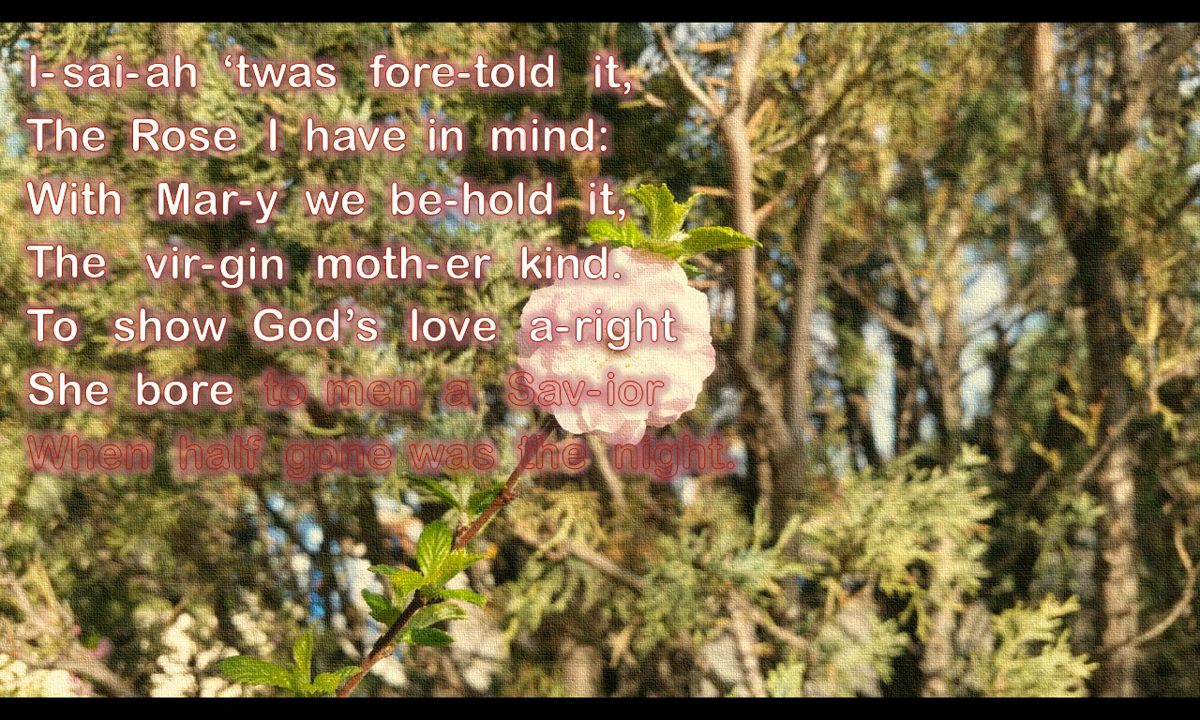 I-sai-ah ‘twas fore-told it,
The Rose I have in mind:
With Mar-y we be-hold it,
The vir-gin moth-er kind.
To show God’s love a-right
She bore to men a Sav-ior
When half gone was the night.